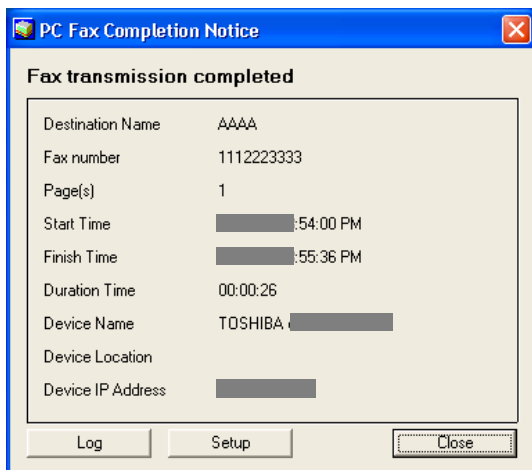 PC Fax Completion Notice
Fax transmission completed
Destination Name AAAA
Fax number 1112223333
Page(s) 1
Start Time :54:00 PM
Finish Time :55:36 PM
Duration Time 00:00:26
Device Name TOSHIBA
Device Location
Device IP Address
Log Setup Close